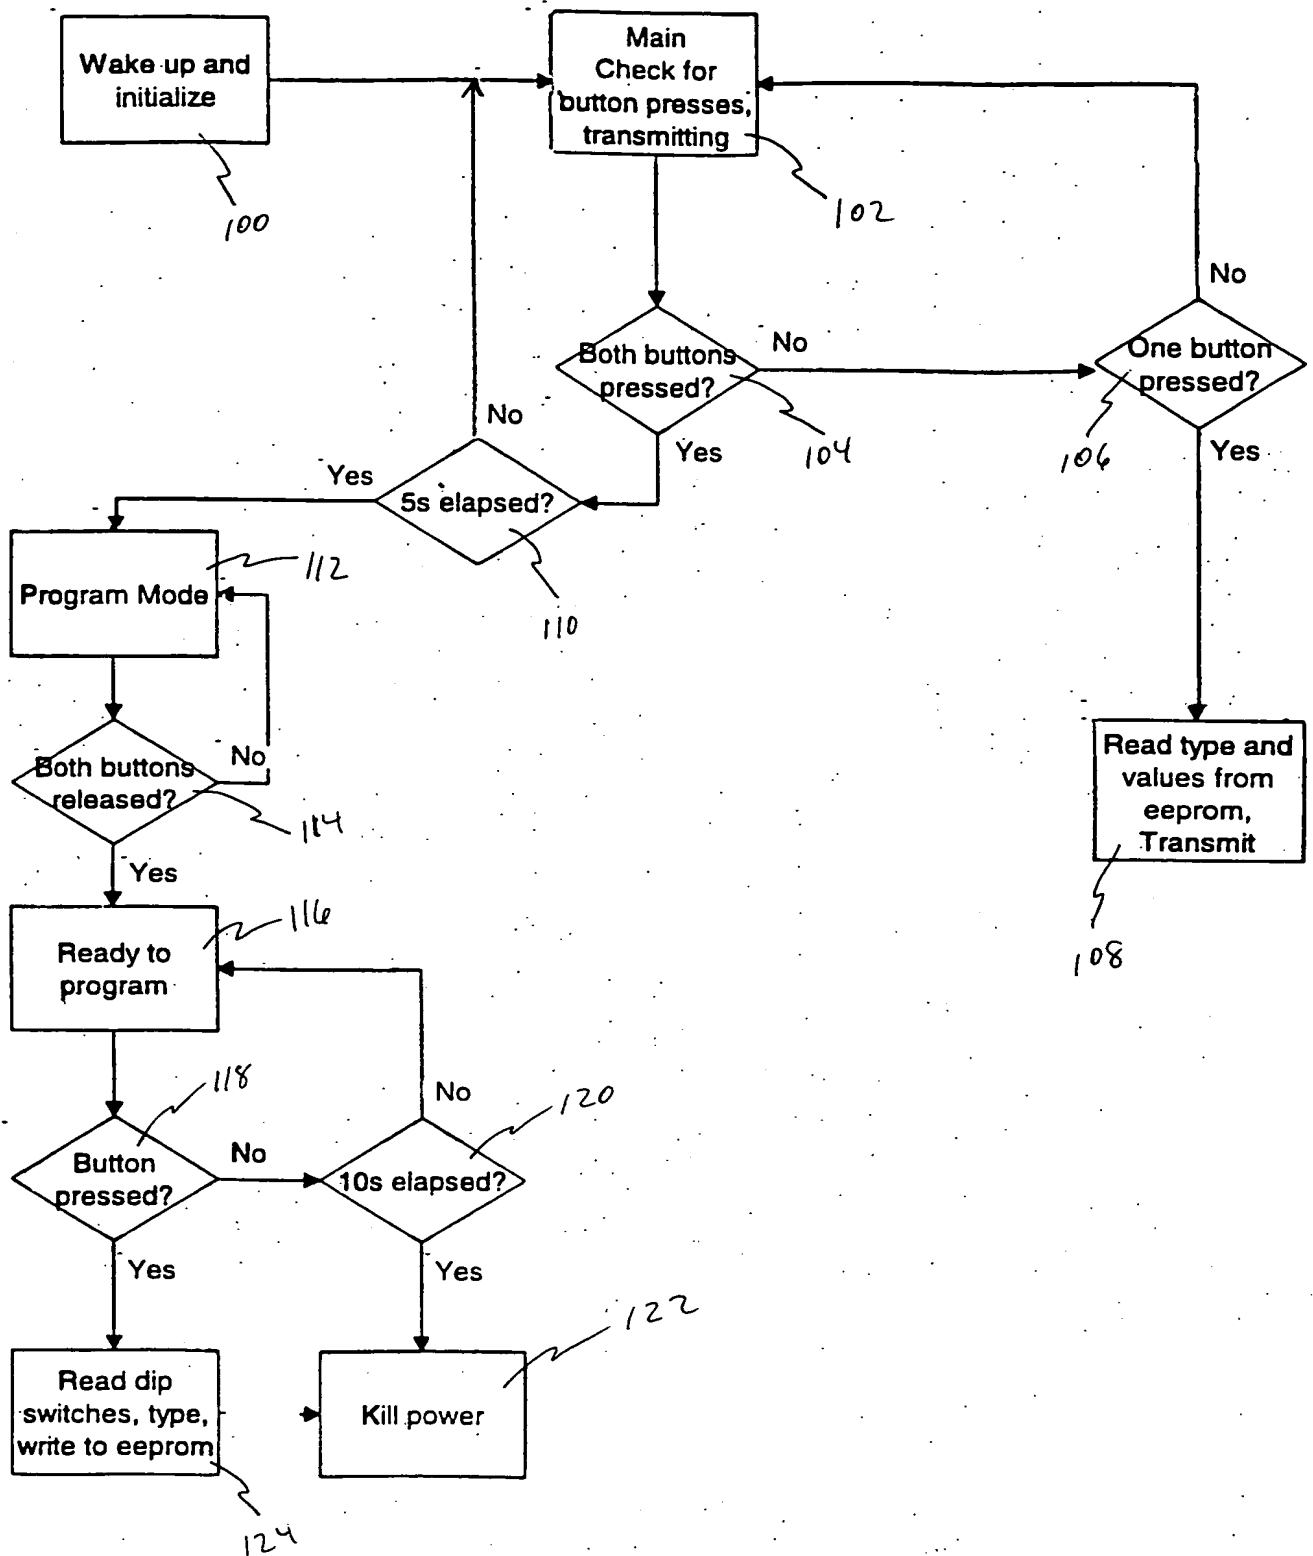 Wake up and
initialize
100
Main
Check for
button presses,
transmitting
102
Both buttons
pressed?
104
No
Yes
One button
pressed?
106
No
Yes
Read type and
values from
eeprom,
Transmit
108
5s elapsed?
110
No
Yes
Program Mode
112
Both buttons
released?
114
No
Yes
Ready to
program
116
Button
pressed?
118
No
Yes
10s elapsed?
120
No
Yes
Kill power
122
Read dip
switches, type,
write to eeprom
124